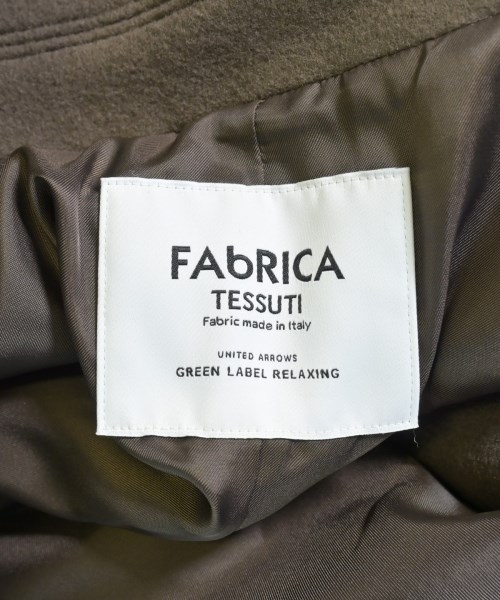 FAbRICA
TESSUTI
Fabric made in Italy
UNITED ARROWS
GREEN LABEL RELAXING